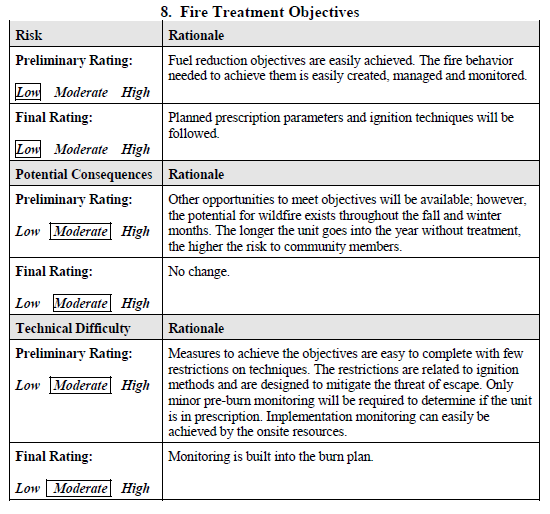 8. Fire Treatment Objectives
Risk
Rationale
Preliminary Rating:
Low Moderate High
Fuel reduction objectives are easily achieved. The fire behavior
needed to achieve them is easily created, managed and monitored.
Final Rating:
Low Moderate High
Planned prescription parameters and ignition techniques will be
followed.
Potential Consequences
Rationale
Preliminary Rating:
Low Moderate High
Other opportunities to meet objectives will be available; however,
the potential for wildfire exists throughout the fall and winter
months. The longer the unit goes into the year without treatment,
the higher the risk to community members.
Final Rating:
Low Moderate High
No change.
Technical Difficulty
Rationale
Preliminary Rating:
Low Moderate High
Measures to achieve the objectives are easy to complete with few
restrictions on techniques. The restrictions are related to ignition
methods and are designed to mitigate the threat of escape. Only
minor pre-burn monitoring will be required to determine if the unit
is in prescription. Implementation monitoring can easily be
achieved by the onsite resources.
Final Rating:
Low Moderate High
Monitoring is built into the burn plan.